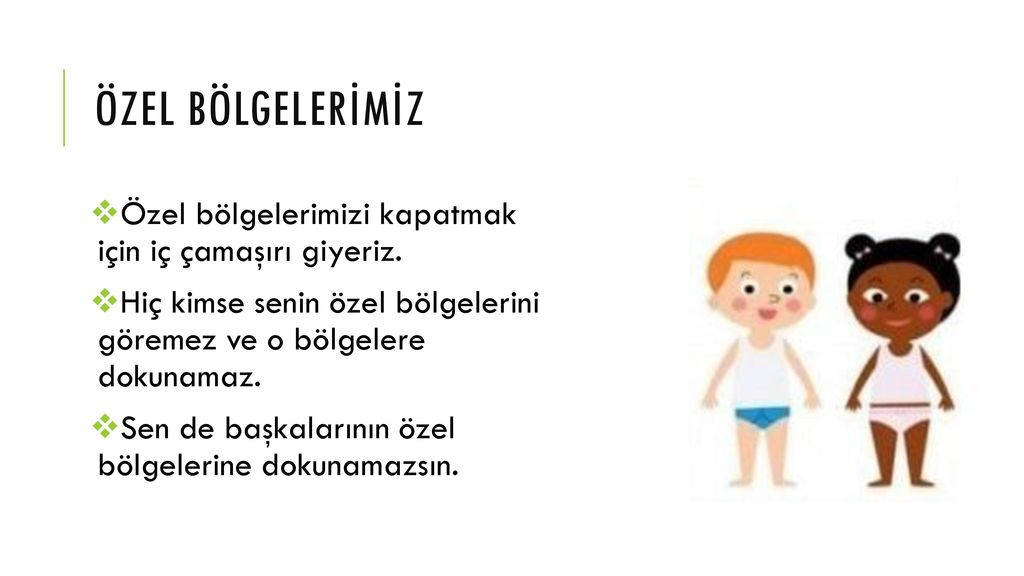 ÖZEL BÖLGELERİMİZ
❖Özel bölgelerimizi kapatmak
için iç çamaşırı giyeriz.
❖Hiç kimse senin özel bölgelerini
göremez ve o bölgelere
dokunamaz.
❖Sen de başkalarının özel
bölgelerine dokunamazsın.